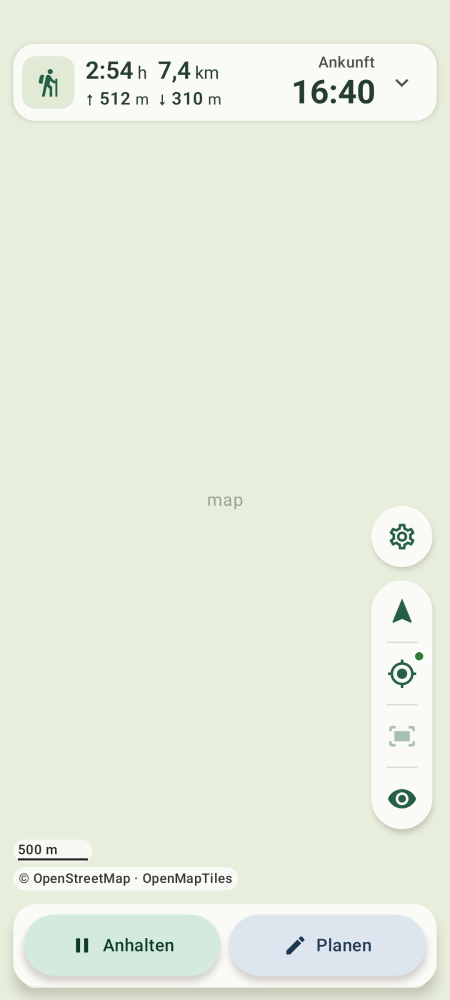 2:54 h 7,4 km
↑ 512 m ↓ 310 m
Ankunft
16:40
map
500 m
© OpenStreetMap · OpenMapTiles
Anhalten
Planen